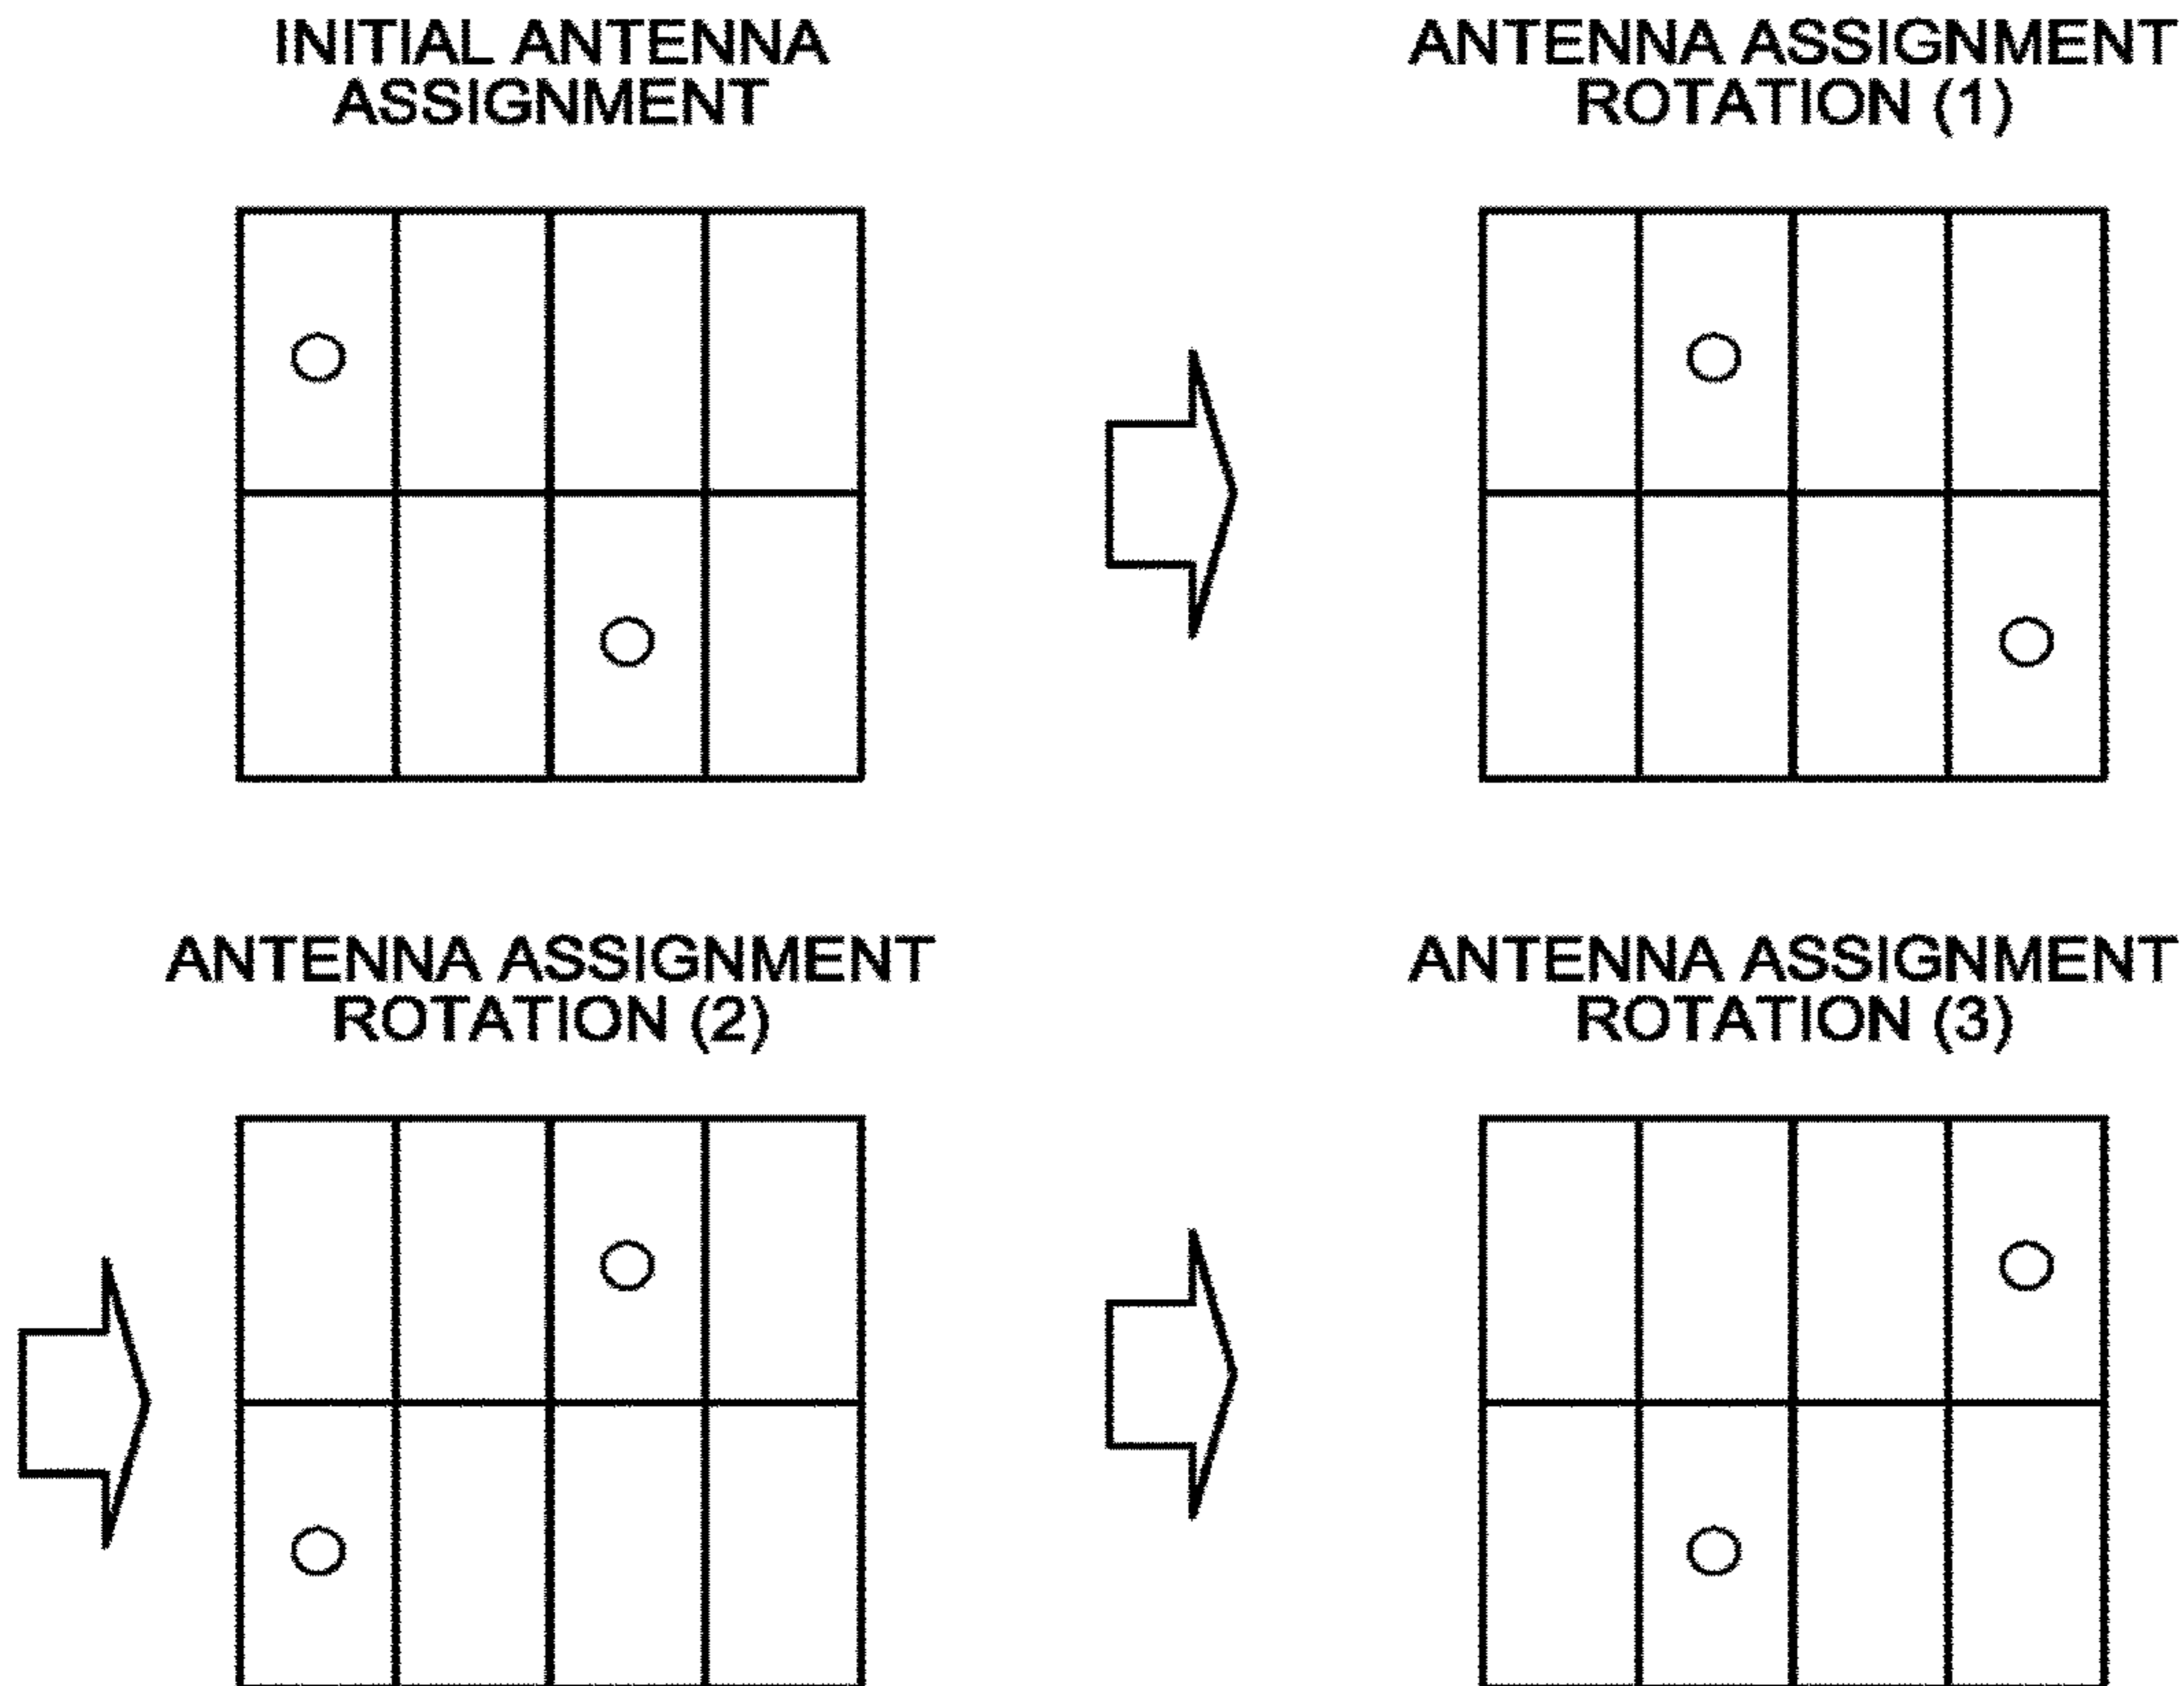 INITIAL ANTENNA
ASSIGNMENT
ANTENNA ASSIGNMENT
ROTATION (1)
ANTENNA ASSIGNMENT
ROTATION (2)
ANTENNA ASSIGNMENT
ROTATION (3)